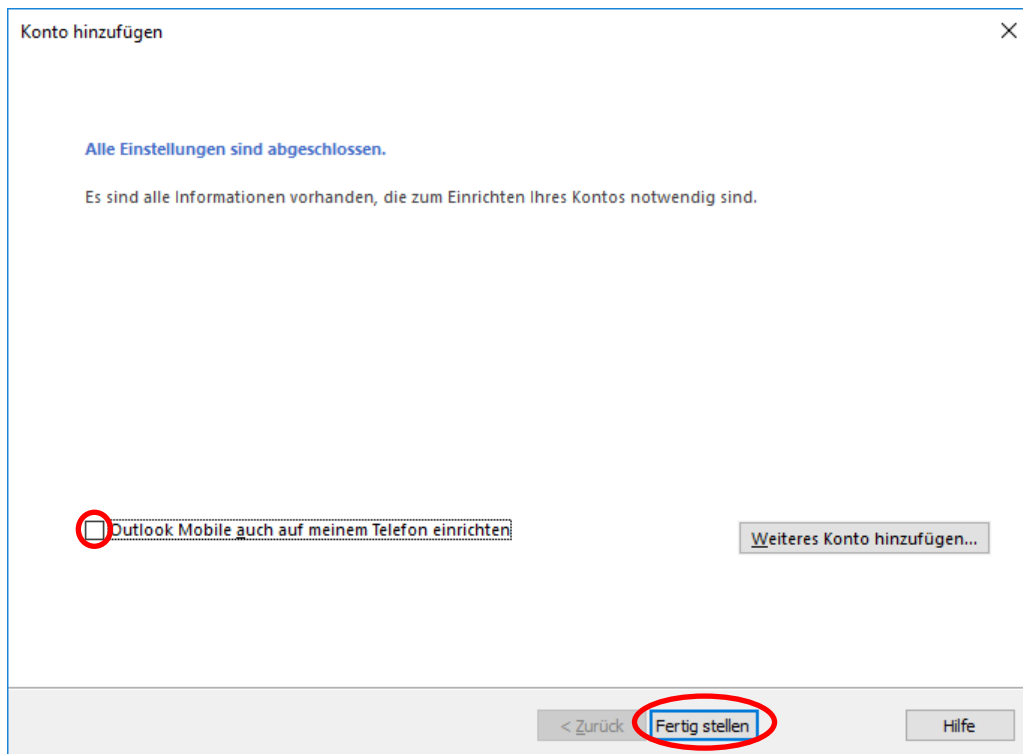 Konto hinzufügen
Alle Einstellungen sind abgeschlossen.
Es sind alle Informationen vorhanden, die zum Einrichten Ihres Kontos notwendig sind.
Outlook Mobile auch auf meinem Telefon einrichten
Weiteres Konto hinzufügen...
< Zurück
Fertig stellen
Hilfe